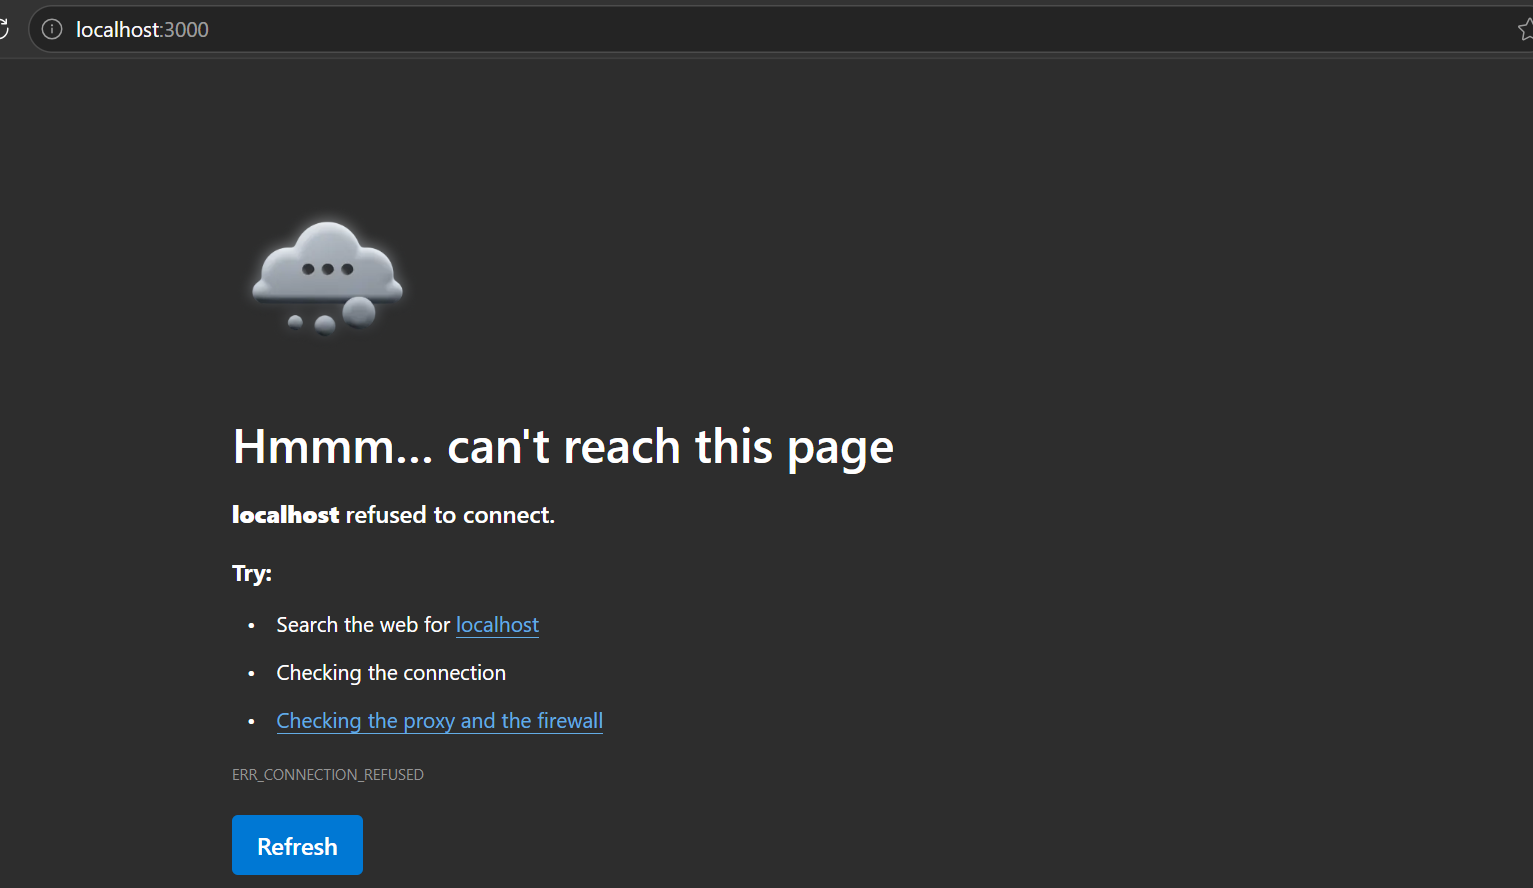 localhost:3000
Hmmm... can't reach this page
localhost refused to connect.
Try:
• Search the web for localhost
• Checking the connection
• Checking the proxy and the firewall
ERR_CONNECTION_REFUSED
Refresh